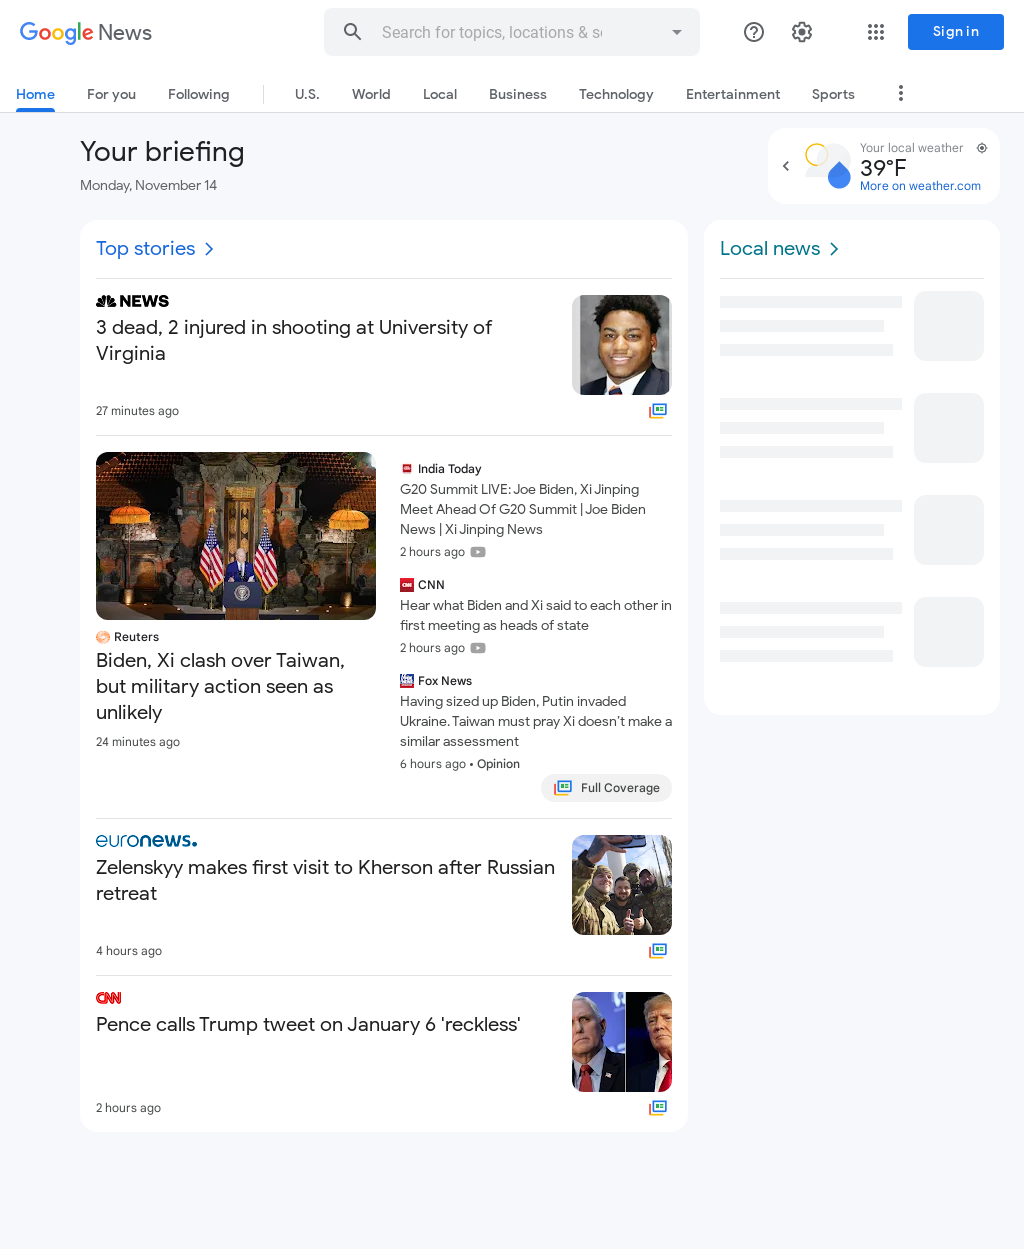 Google News
Search for topics, locations & so
Sign in
Home
For you
Following
U.S.
World
Local
Business
Technology
Entertainment
Sports
Your briefing
Monday, November 14
Your local weather
39°F
More on weather.com
Top stories
NEWS
3 dead, 2 injured in shooting at University of
Virginia
27 minutes ago
Reuters
Biden, Xi clash over Taiwan,
but military action seen as
unlikely
24 minutes ago
India Today
G20 Summit LIVE: Joe Biden, Xi Jinping
Meet Ahead Of G20 Summit | Joe Biden
News | Xi Jinping News
2 hours ago
CNN
Hear what Biden and Xi said to each other in
first meeting as heads of state
2 hours ago
Fox News
Having sized up Biden, Putin invaded
Ukraine. Taiwan must pray Xi doesn’t make a
similar assessment
6 hours ago • Opinion
Full Coverage
euronews.
Zelenskyy makes first visit to Kherson after Russian
retreat
4 hours ago
CNN
Pence calls Trump tweet on January 6 'reckless'
2 hours ago
Local news